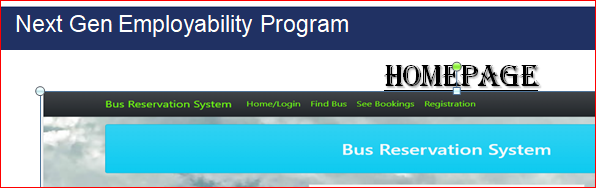 Next Gen Employability Program
HOMEPAGE
Bus Reservation System Home/Login Find Bus See Bookings Registration
Bus Reservation System